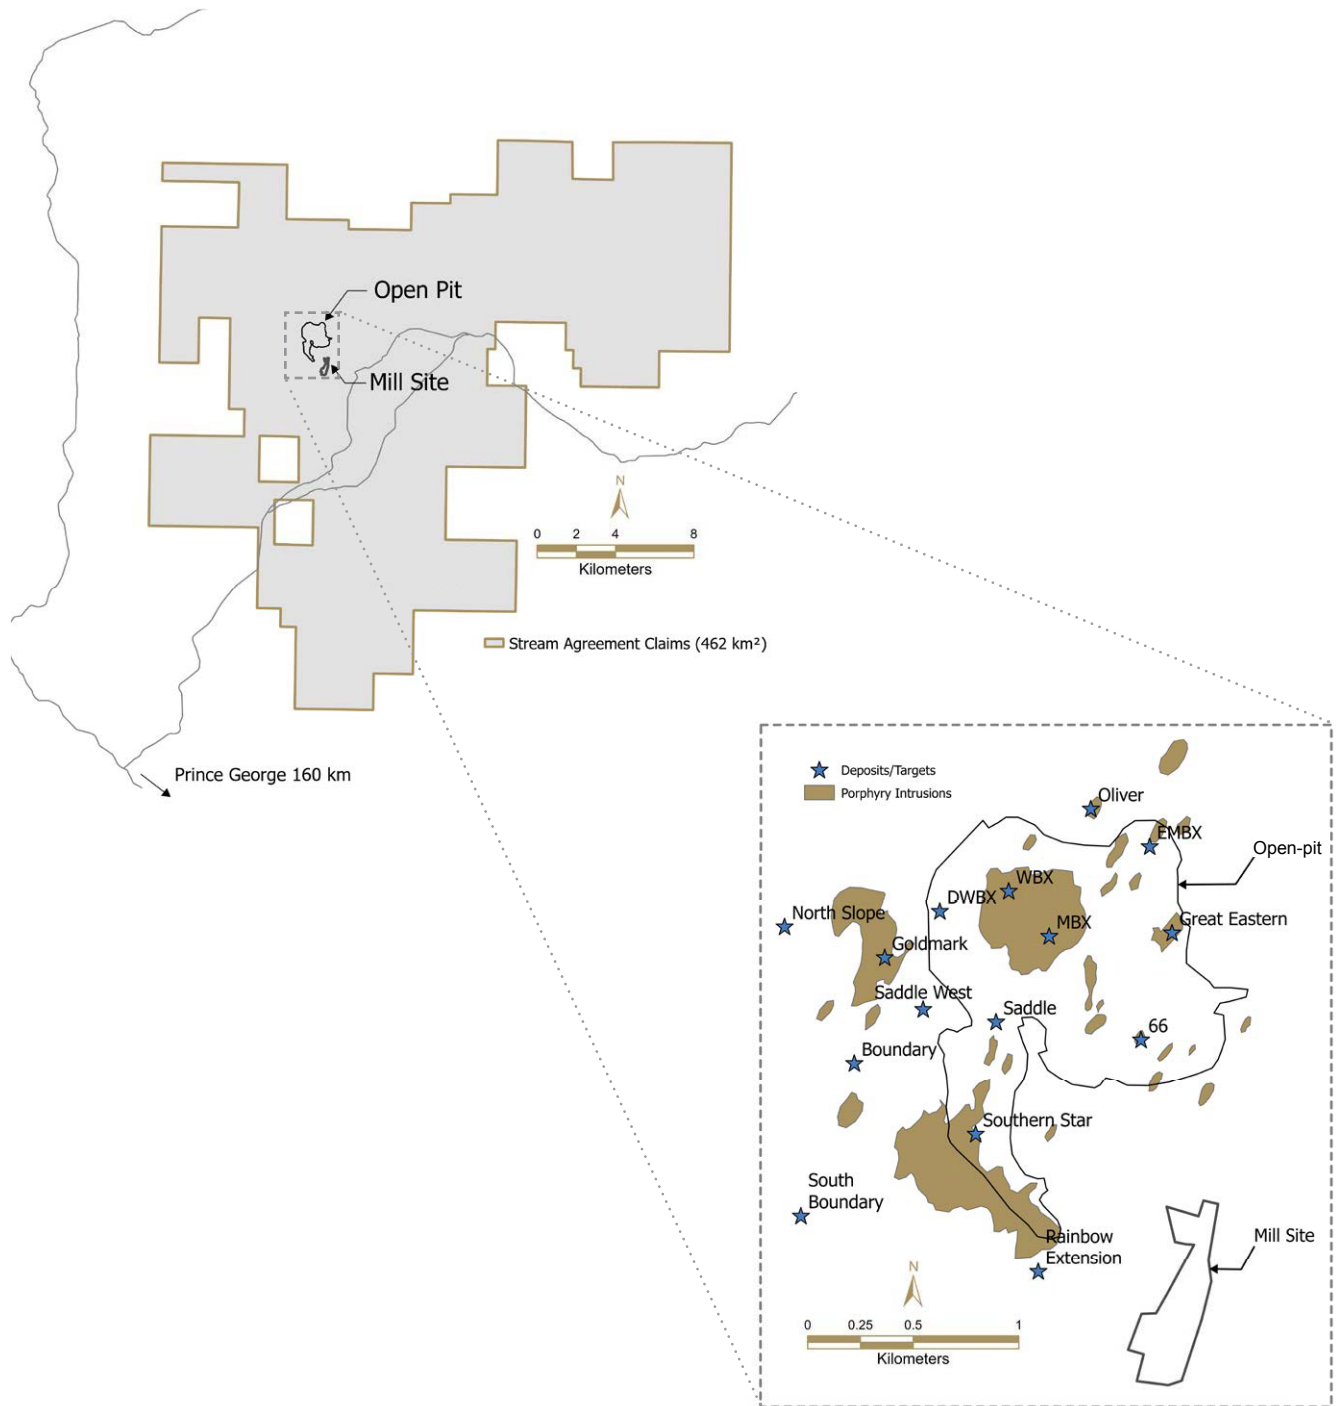 Open Pit
Mill Site
N
0 2 4 8
Kilometers
Stream Agreement Claims (462 km²)
Prince George 160 km
Deposits/Targets
Porphyry Intrusions
Oliver
EMBX
Open-pit
WBX
DWBX
North Slope
MBX
Great Eastern
Goldmark
Saddle West
Saddle
66
Boundary
Southern Star
South
Boundary
Rainbow
Extension
Mill Site
N
0 0.25 0.5 1
Kilometers